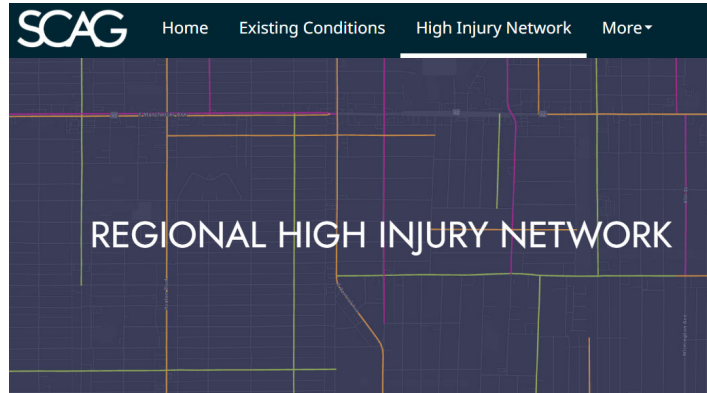 SCAG Home Existing Conditions High Injury Network More
REGIONAL HIGH INJURY NETWORK